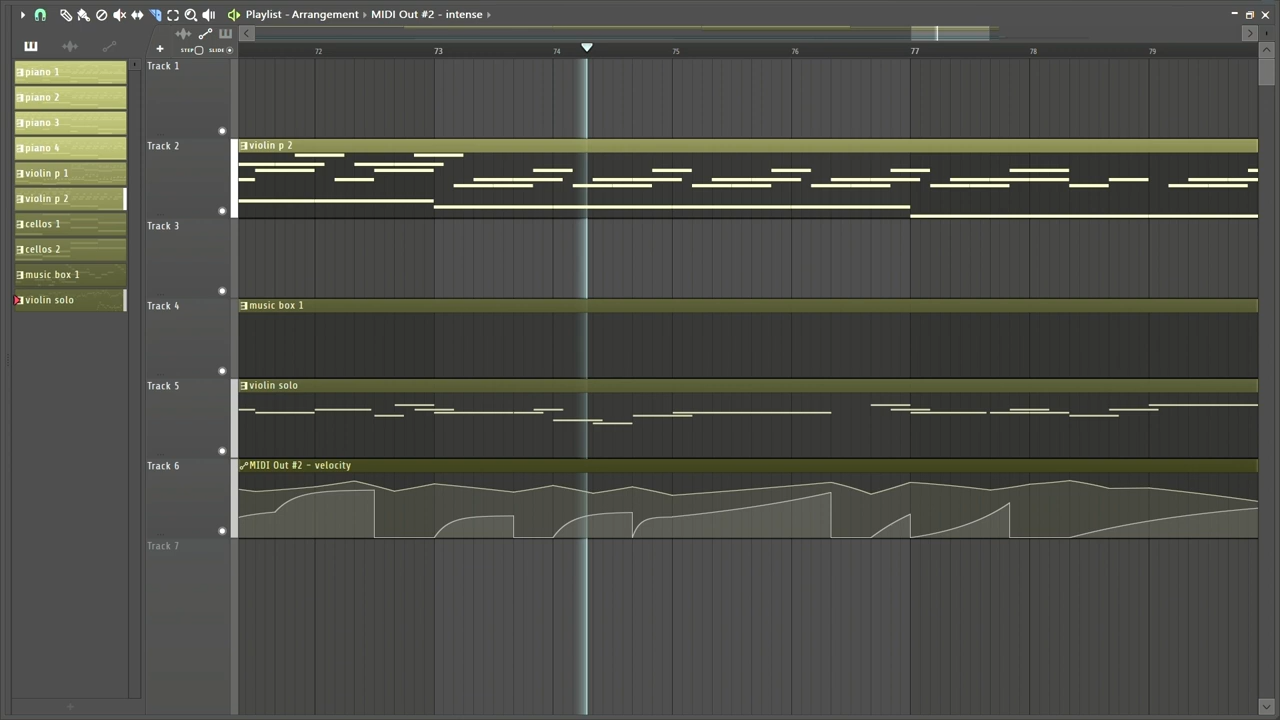 Playlist - Arrangement › MIDI Out #2 - intense ›
STEP SLIDE
72 73 74 75 76 77 78 79
piano 1
piano 2
piano 3
piano 4
violin p 1
violin p 2
cellos 1
cellos 2
music box 1
violin solo
Track 1
Track 2
violin p 2
Track 3
Track 4
music box 1
Track 5
violin solo
Track 6
MIDI Out #2 - velocity
Track 7